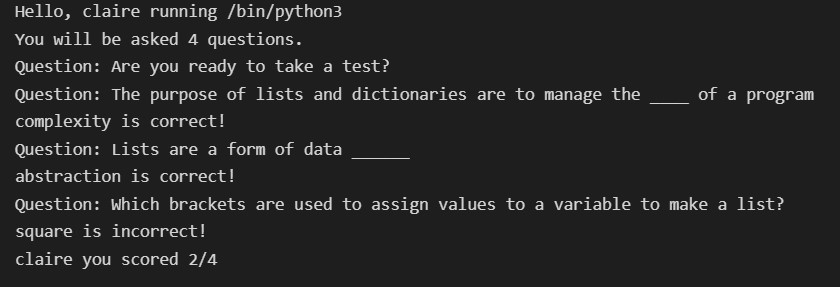 Hello, claire running /bin/python3
You will be asked 4 questions.
Question: Are you ready to take a test?
Question: The purpose of lists and dictionaries are to manage the ____ of a program
complexity is correct!
Question: Lists are a form of data ______
abstraction is correct!
Question: Which brackets are used to assign values to a variable to make a list?
square is incorrect!
claire you scored 2/4